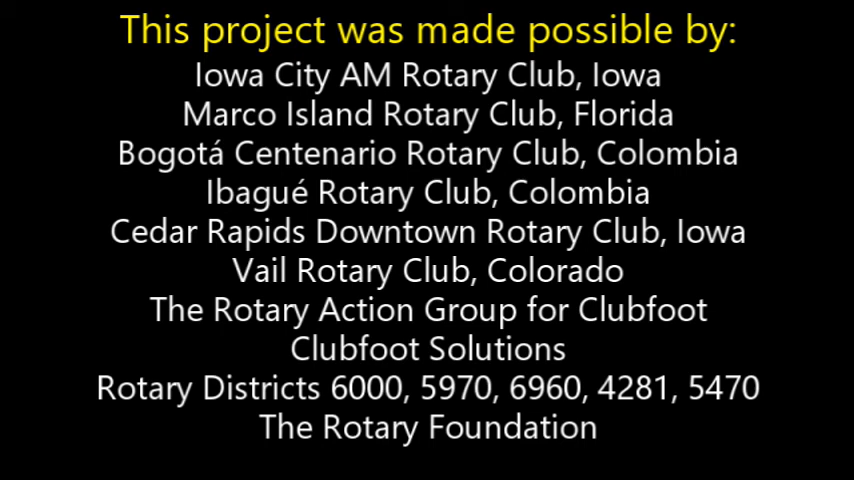 This project was made possible by:
Iowa City AM Rotary Club, Iowa
Marco Island Rotary Club, Florida
Bogotá Centenario Rotary Club, Colombia
Ibagué Rotary Club, Colombia
Cedar Rapids Downtown Rotary Club, Iowa
Vail Rotary Club, Colorado
The Rotary Action Group for Clubfoot
Clubfoot Solutions
Rotary Districts 6000, 5970, 6960, 4281, 5470
The Rotary Foundation